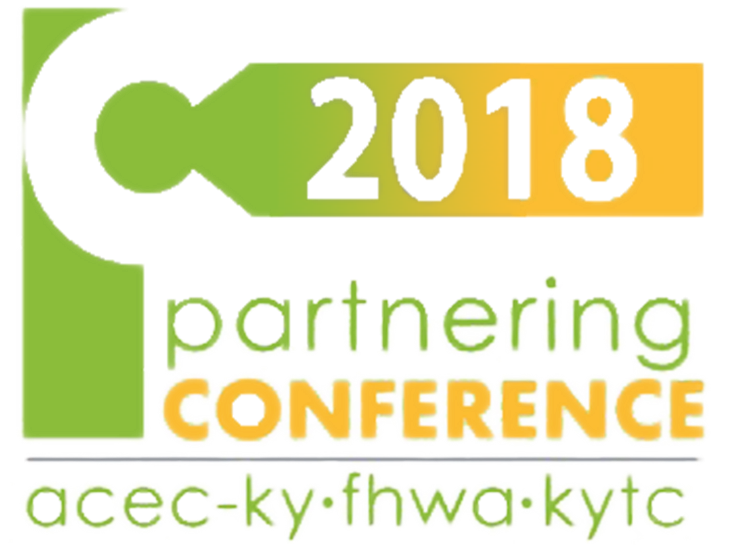 2018
partnering
CONFERENCE
acec-ky·fhwa·kytc